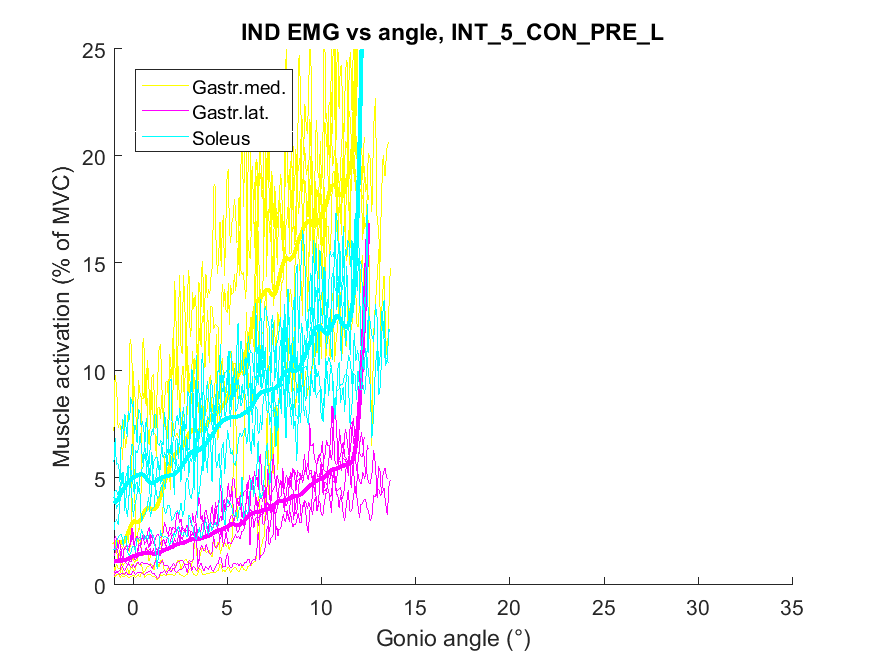 IND EMG vs angle, INT_5_CON_PRE_L
25
20
15
10
5
0
Muscle activation (% of MVC)
Gastr.med.
Gastr.lat.
Soleus
0 5 10 15 20 25 30 35
Gonio angle (°)